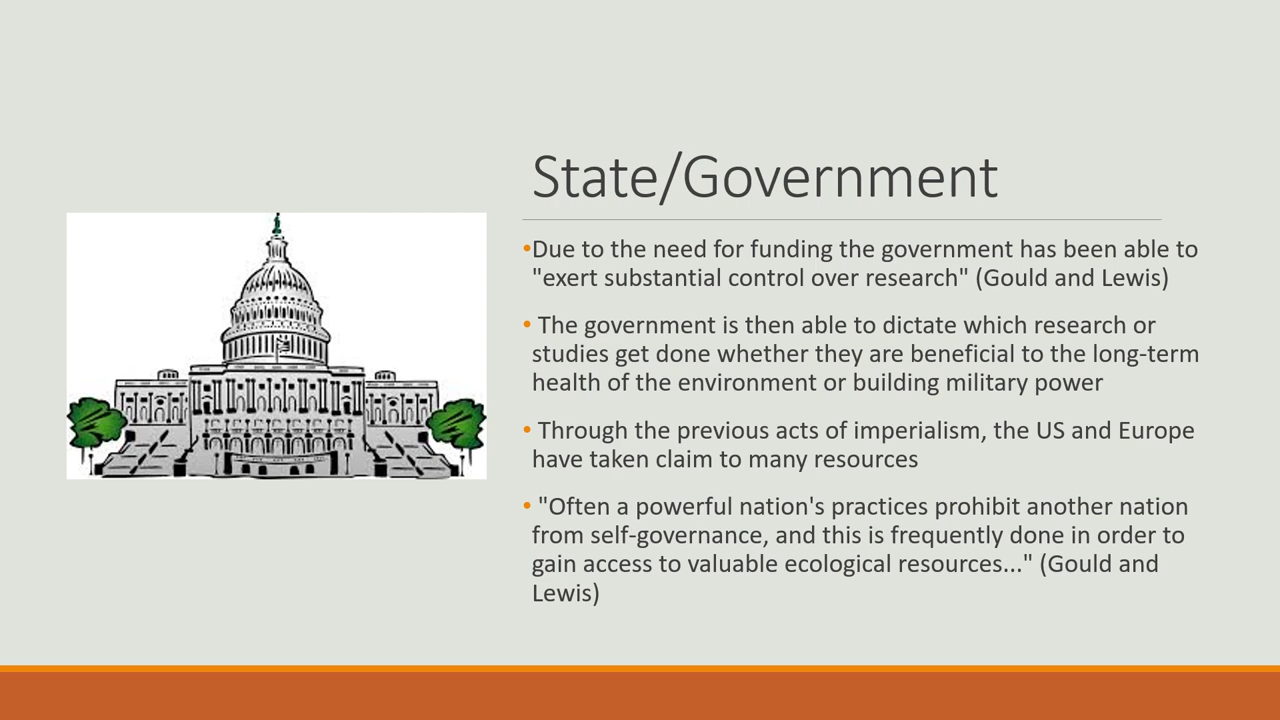 State/Government
•Due to the need for funding the government has been able to
"exert substantial control over research" (Gould and Lewis)
• The government is then able to dictate which research or
studies get done whether they are beneficial to the long-term
health of the environment or building military power
• Through the previous acts of imperialism, the US and Europe
have taken claim to many resources
• "Often a powerful nation's practices prohibit another nation
from self-governance, and this is frequently done in order to
gain access to valuable ecological resources..." (Gould and
Lewis)